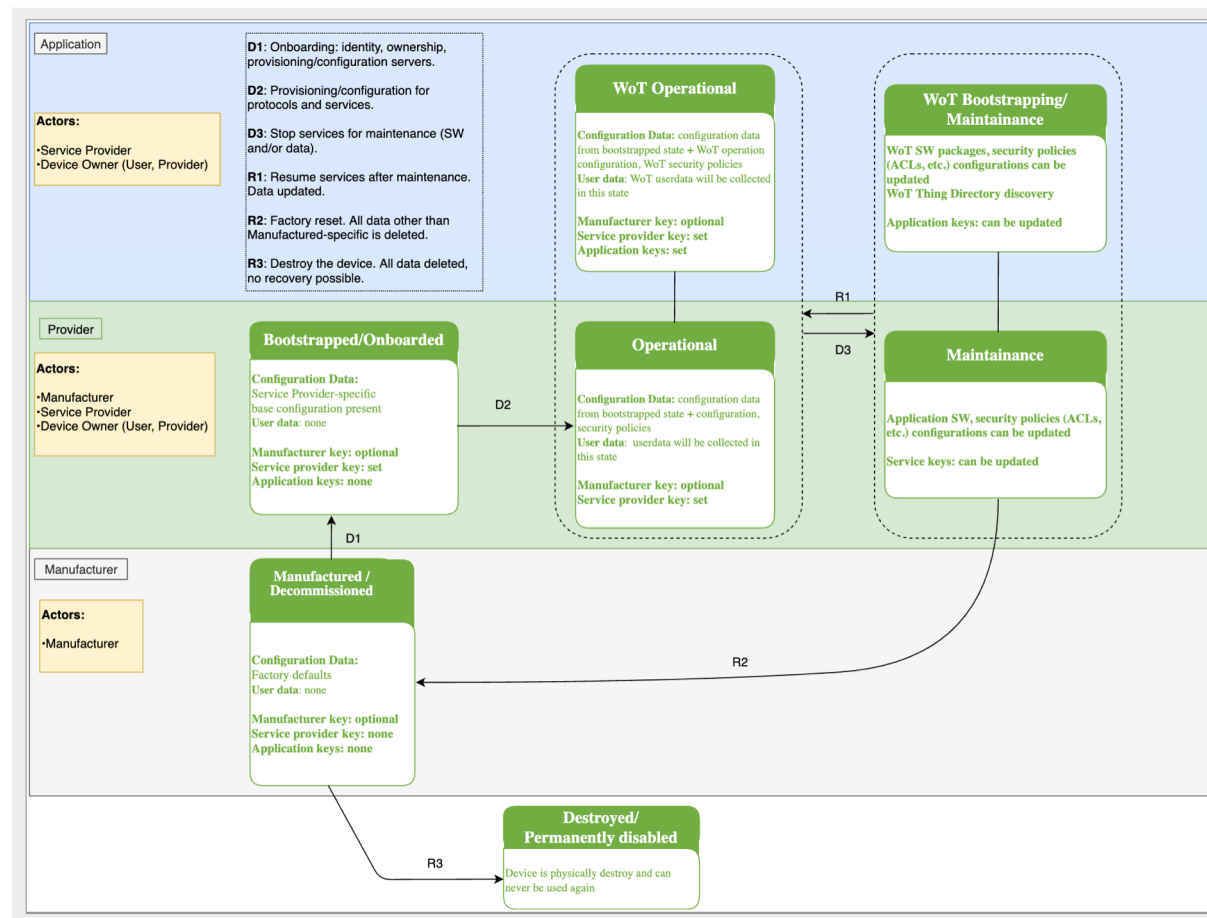 Application
Actors:
•Service Provider
•Device Owner (User, Provider)
D1: Onboarding: identity, ownership,
provisioning/configuration servers.
D2: Provisioning/configuration for
protocols and services.
D3: Stop services for maintenance (SW
and/or data).
R1: Resume services after maintenance.
Data updated.
R2: Factory reset. All data other than
Manufactured-specific is deleted.
R3: Destroy the device. All data deleted,
no recovery possible.
WoT Operational
Configuration Data: configuration data
from bootstrapped state + WoT operation
configuration, WoT security policies
User data: WoT userdata will be collected
in this state
Manufacturer key: optional
Service provider key: set
Application keys: set
WoT Bootstrapping/
Maintainance
WoT SW packages, security policies
(ACLs, etc.) configurations can be
updated
WoT Thing Directory discovery
Application keys: can be updated
R1
D3
Provider
Actors:
•Manufacturer
•Service Provider
•Device Owner (User, Provider)
Bootstrapped/Onboarded
Configuration Data:
Service Provider-specific
base configuration present
User data: none
Manufacturer key: optional
Service provider key: set
Application keys: none
D2
Operational
Configuration Data: configuration data
from bootstrapped state + configuration,
security policies
User data: userdata will be collected in
this state
Manufacturer key: optional
Service provider key: set
Maintainance
Application SW, security policies (ACLs,
etc.) configurations can be updated
Service keys: can be updated
D1
Manufacturer
Actors:
•Manufacturer
Manufactured /
Decommissioned
Configuration Data:
Factory defaults
User data: none
Manufacturer key: optional
Service provider key: none
Application keys: none
R2
R3
Destroyed/
Permanently disabled
Device is physically destroy and can
never be used again